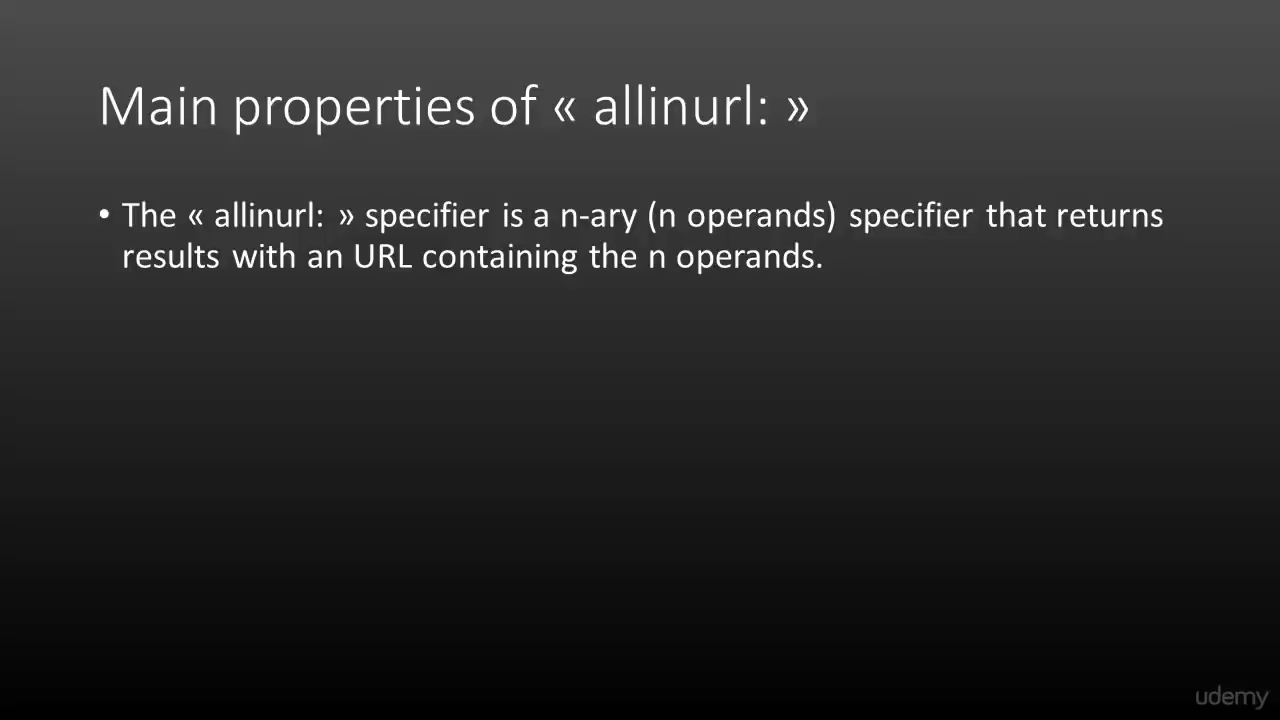 Main properties of « allinurl: »
• The « allinurl: » specifier is a n-ary (n operands) specifier that returns
results with an URL containing the n operands.
udemy